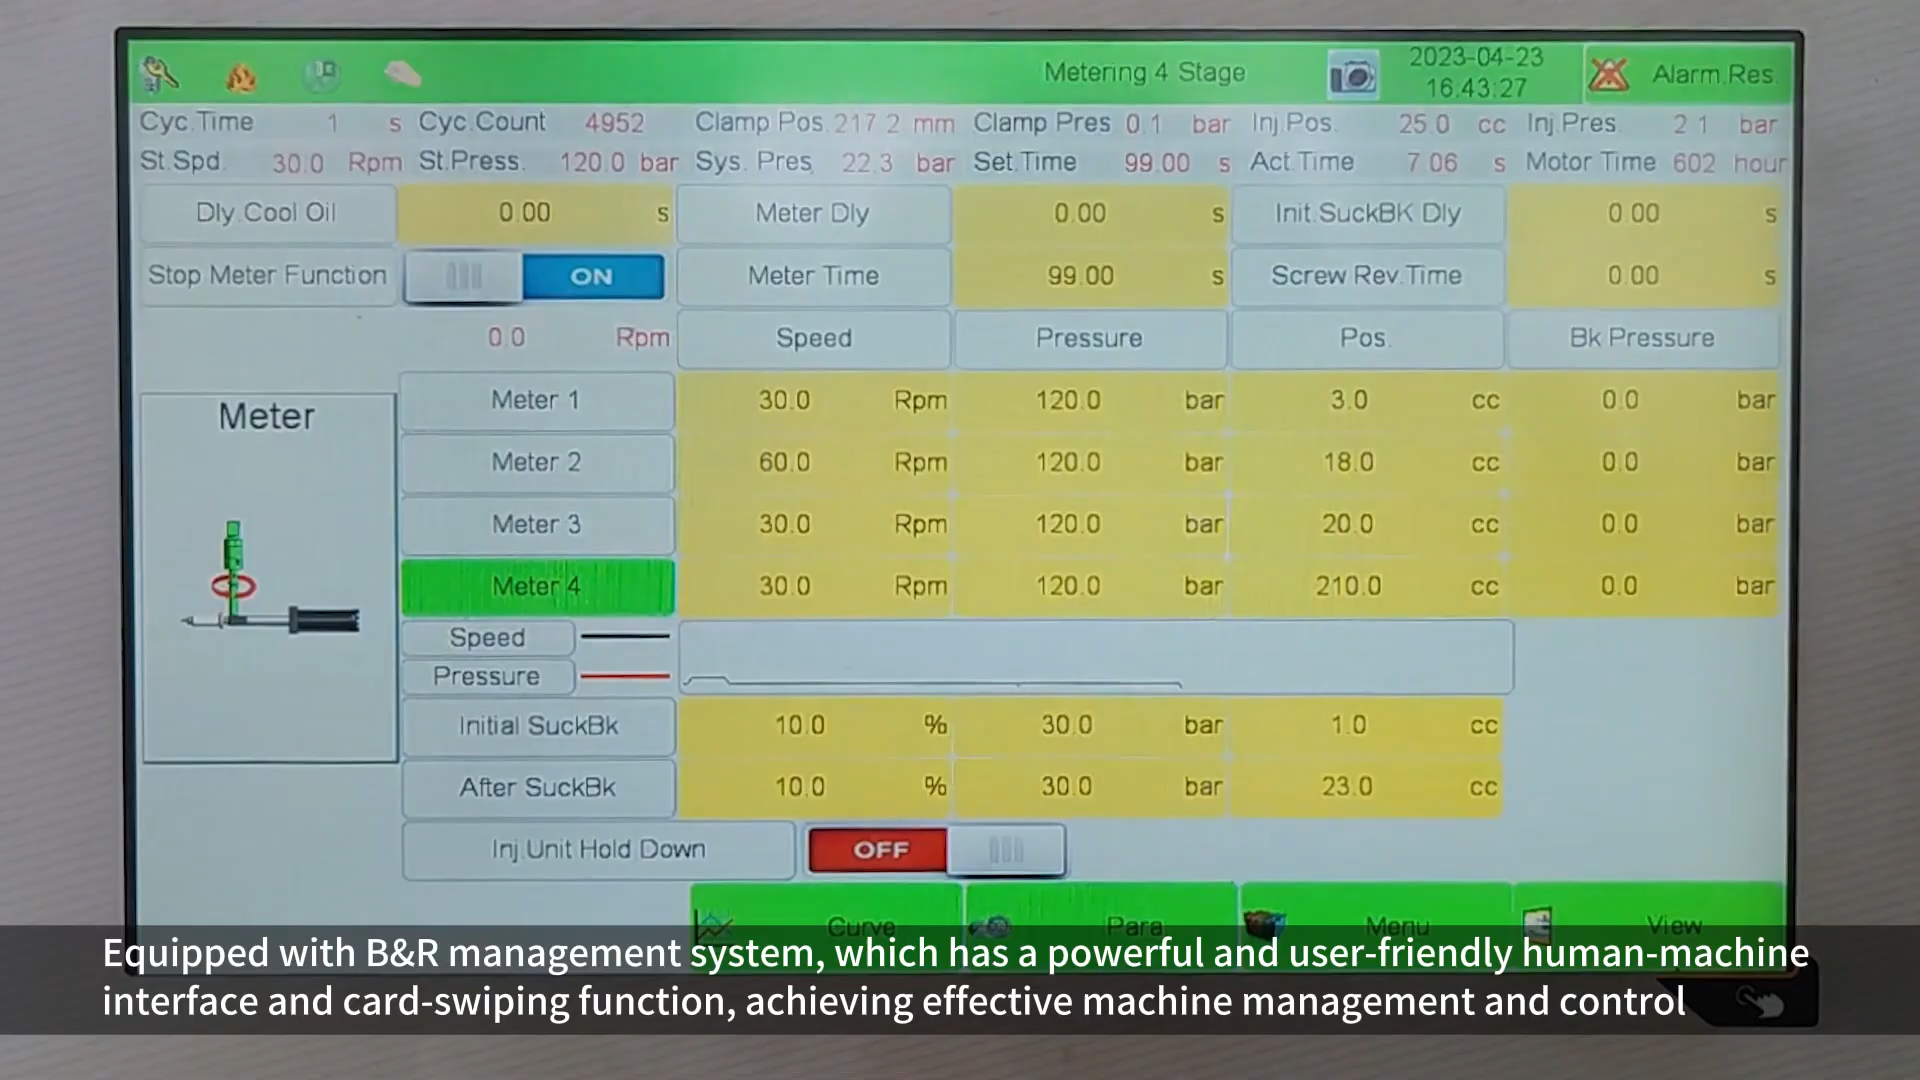 Metering 4 Stage 2023-04-23 16.43:27 Alarm.Res
Cyc.Time 1 s Cyc.Count 4952 Clamp Pos 217 2 mm Clamp Pres 0.1 bar Inj.Pos. 25.0 cc Inj.Pres. 2 1 bar
St.Spd. 30.0 Rpm St.Press. 120.0 bar Sys. Pres 22.3 bar Set.Time 99.00 s Act.Time 7.06 s Motor Time 602 hour
Dly.Cool Oil 0.00 s Meter Dly 0.00 s Init.SuckBK Dly 0.00 s
Stop Meter Function ON Meter Time 99.00 s Screw Rev.Time 0.00 s
0.0 Rpm Speed Pressure Pos. Bk Pressure
Meter
Meter 1 30.0 Rpm 120.0 bar 3.0 cc 0.0 bar
Meter 2 60.0 Rpm 120.0 bar 18.0 cc 0.0 bar
Meter 3 30.0 Rpm 120.0 bar 20.0 cc 0.0 bar
Meter 4 30.0 Rpm 120.0 bar 210.0 cc 0.0 bar
Speed
Pressure
Initial SuckBk 10.0 % 30.0 bar 1.0 cc
After SuckBk 10.0 % 30.0 bar 23.0 cc
Inj.Unit Hold Down OFF
Curve Para. Menu View
Equipped with B&R management system, which has a powerful and user-friendly human-machine
interface and card-swiping function, achieving effective machine management and control